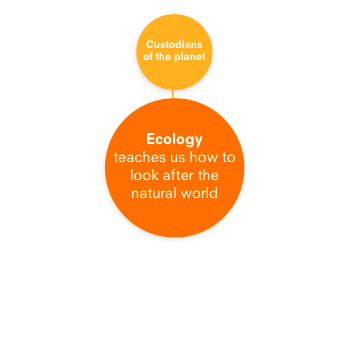 Custodians
of the planet
Ecology
teaches us how to
look after the
natural world